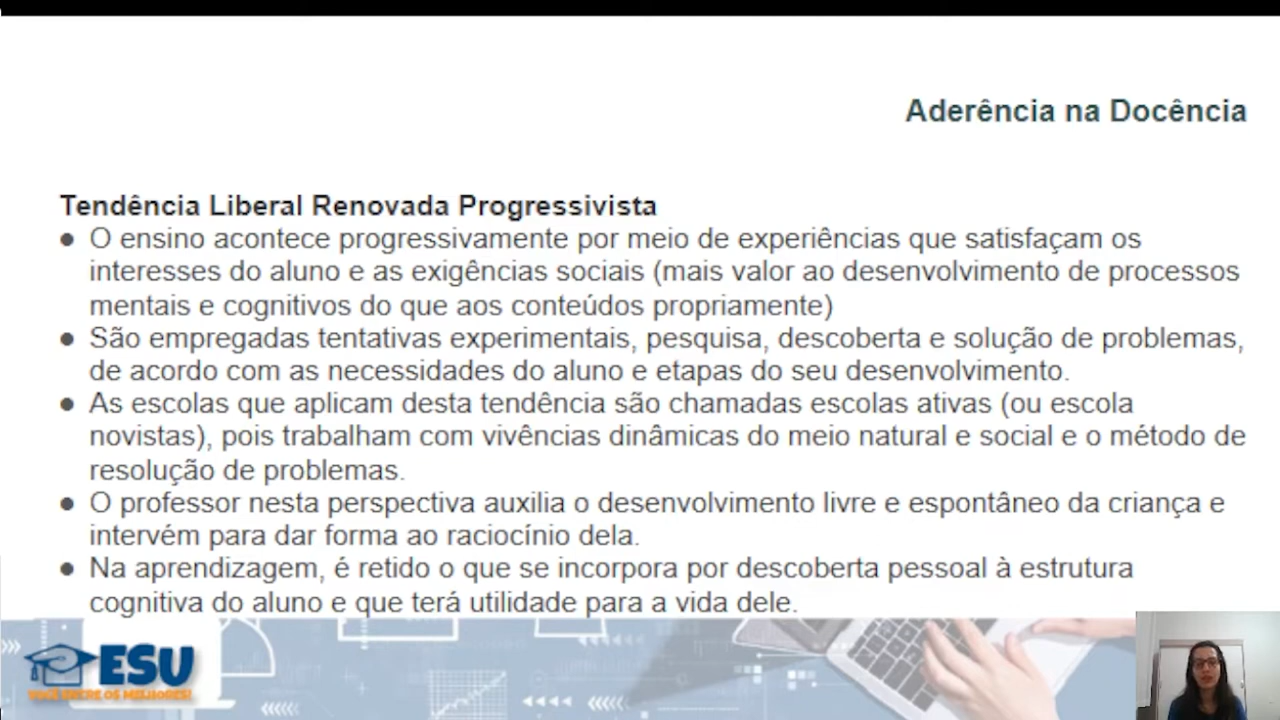 Aderência na Docência
Tendência Liberal Renovada Progressivista
● O ensino acontece progressivamente por meio de experiências que satisfaçam os
interesses do aluno e as exigências sociais (mais valor ao desenvolvimento de processos
mentais e cognitivos do que aos conteúdos propriamente)
● São empregadas tentativas experimentais, pesquisa, descoberta e solução de problemas,
de acordo com as necessidades do aluno e etapas do seu desenvolvimento.
● As escolas que aplicam desta tendência são chamadas escolas ativas (ou escola
novistas), pois trabalham com vivências dinâmicas do meio natural e social e o método de
resolução de problemas.
● O professor nesta perspectiva auxilia o desenvolvimento livre e espontâneo da criança e
intervém para dar forma ao raciocínio dela.
● Na aprendizagem, é retido o que se incorpora por descoberta pessoal à estrutura
cognitiva do aluno e que terá utilidade para a vida dele.
ESU
VOCÊ ENTRE OS MELHORES!